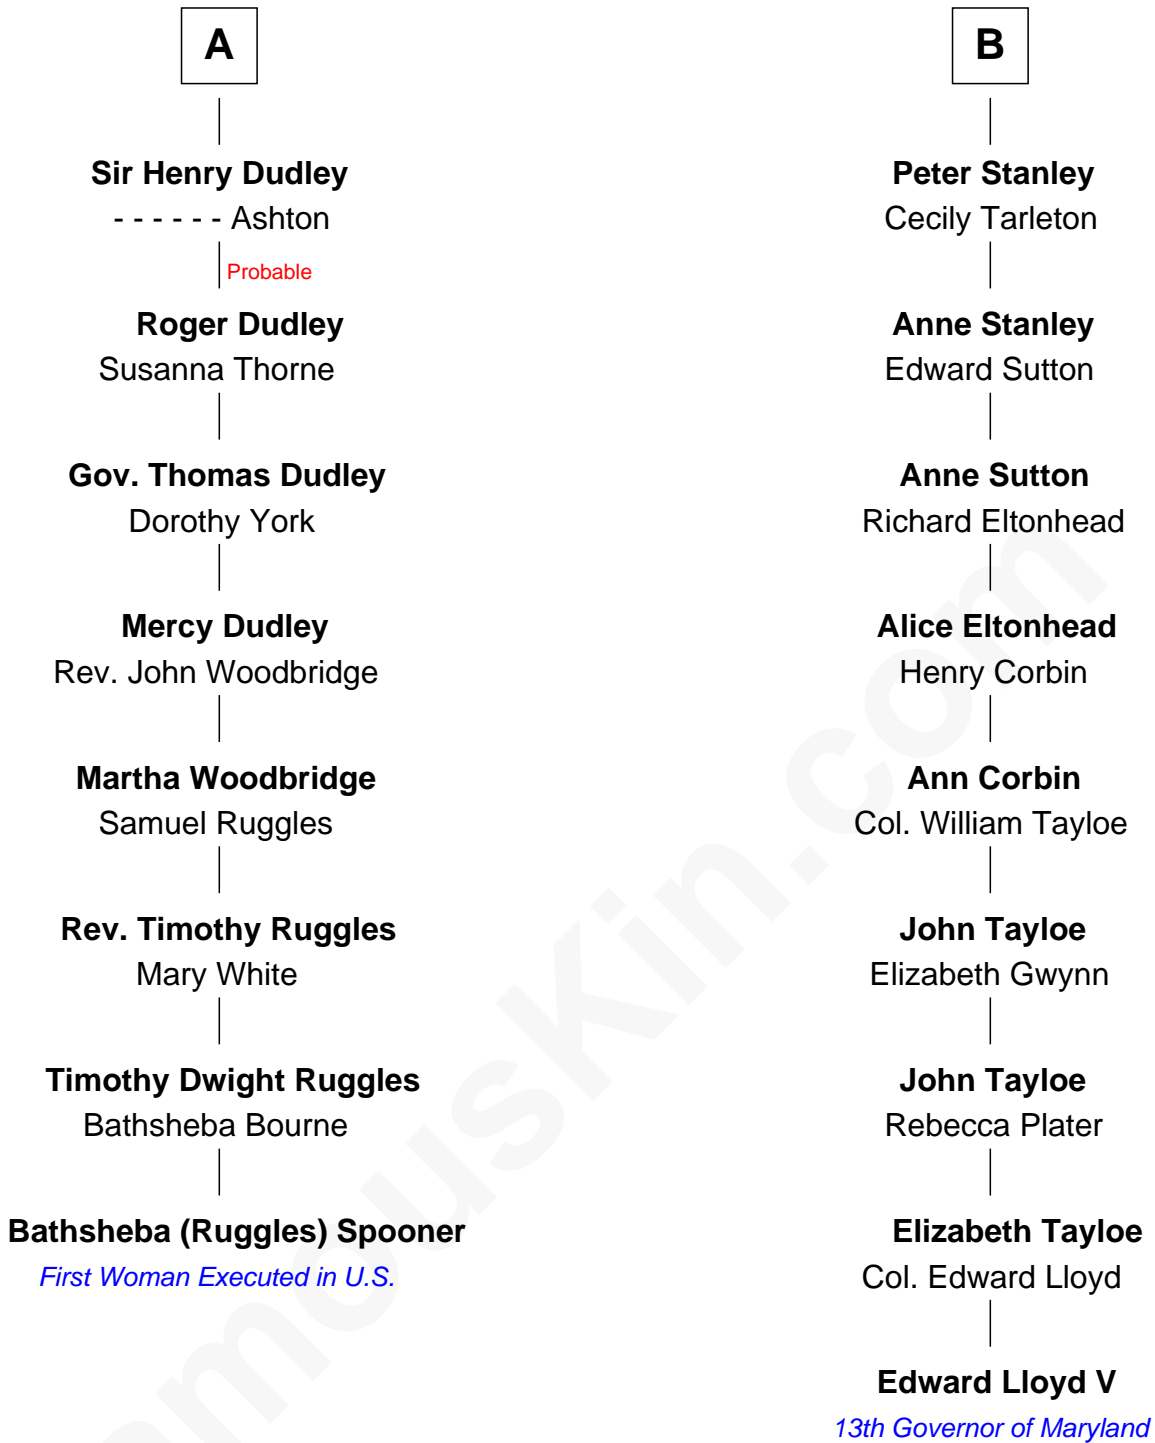 A
Sir Henry Dudley
- - - - - - Ashton
Probable
Roger Dudley
Susanna Thorne
Gov. Thomas Dudley
Dorothy York
Mercy Dudley
Rev. John Woodbridge
Martha Woodbridge
Samuel Ruggles
Rev. Timothy Ruggles
Mary White
Timothy Dwight Ruggles
Bathsheba Bourne
Bathsheba (Ruggles) Spooner
First Woman Executed in U.S.
B
Peter Stanley
Cecily Tarleton
Anne Stanley
Edward Sutton
Anne Sutton
Richard Eltonhead
Alice Eltonhead
Henry Corbin
Ann Corbin
Col. William Tayloe
John Tayloe
Elizabeth Gwynn
John Tayloe
Rebecca Plater
Elizabeth Tayloe
Col. Edward Lloyd
Edward Lloyd V
13th Governor of Maryland
amousKin.com